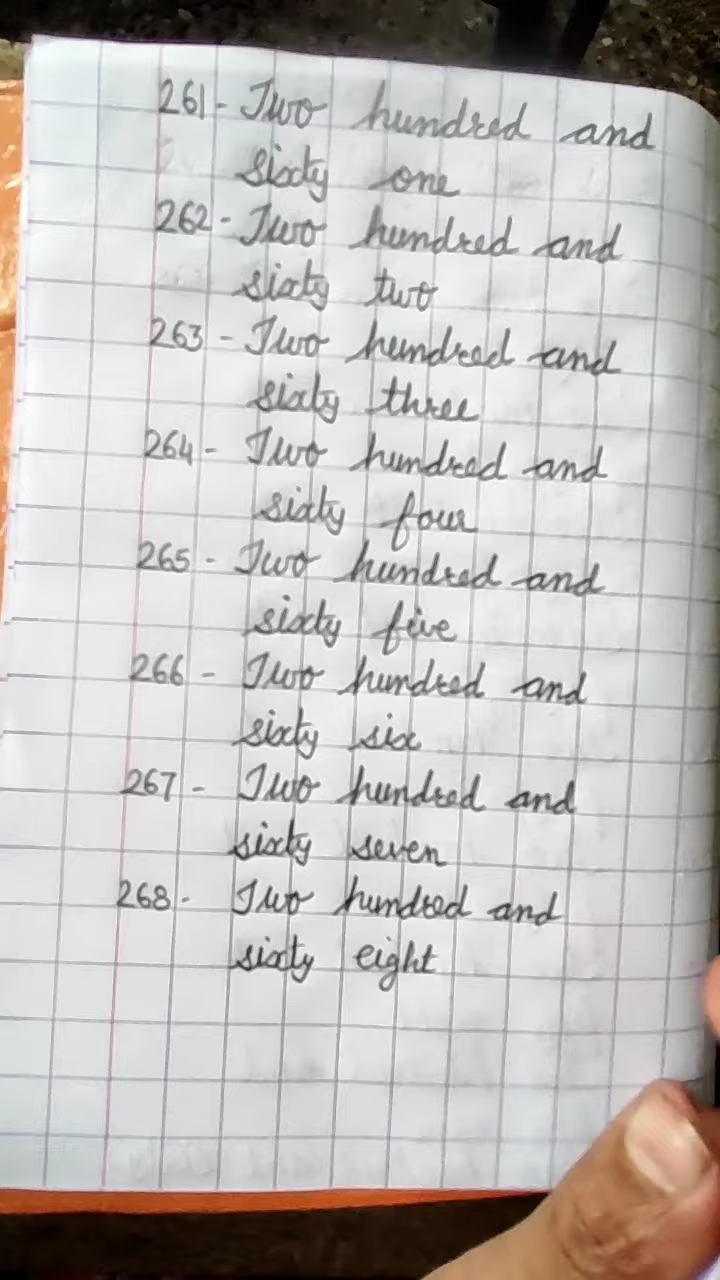 261- Two hundred and
sixty one
262- Two hundred and
sixty two
263 - Two hundred and
sixty three
264 - Two hundred and
sixty four
265 - Two hundred and
sixty five
266 - Two hundred and
sixty six
267 - Two hundred and
sixty seven
268 - Two hundred and
sixty eight